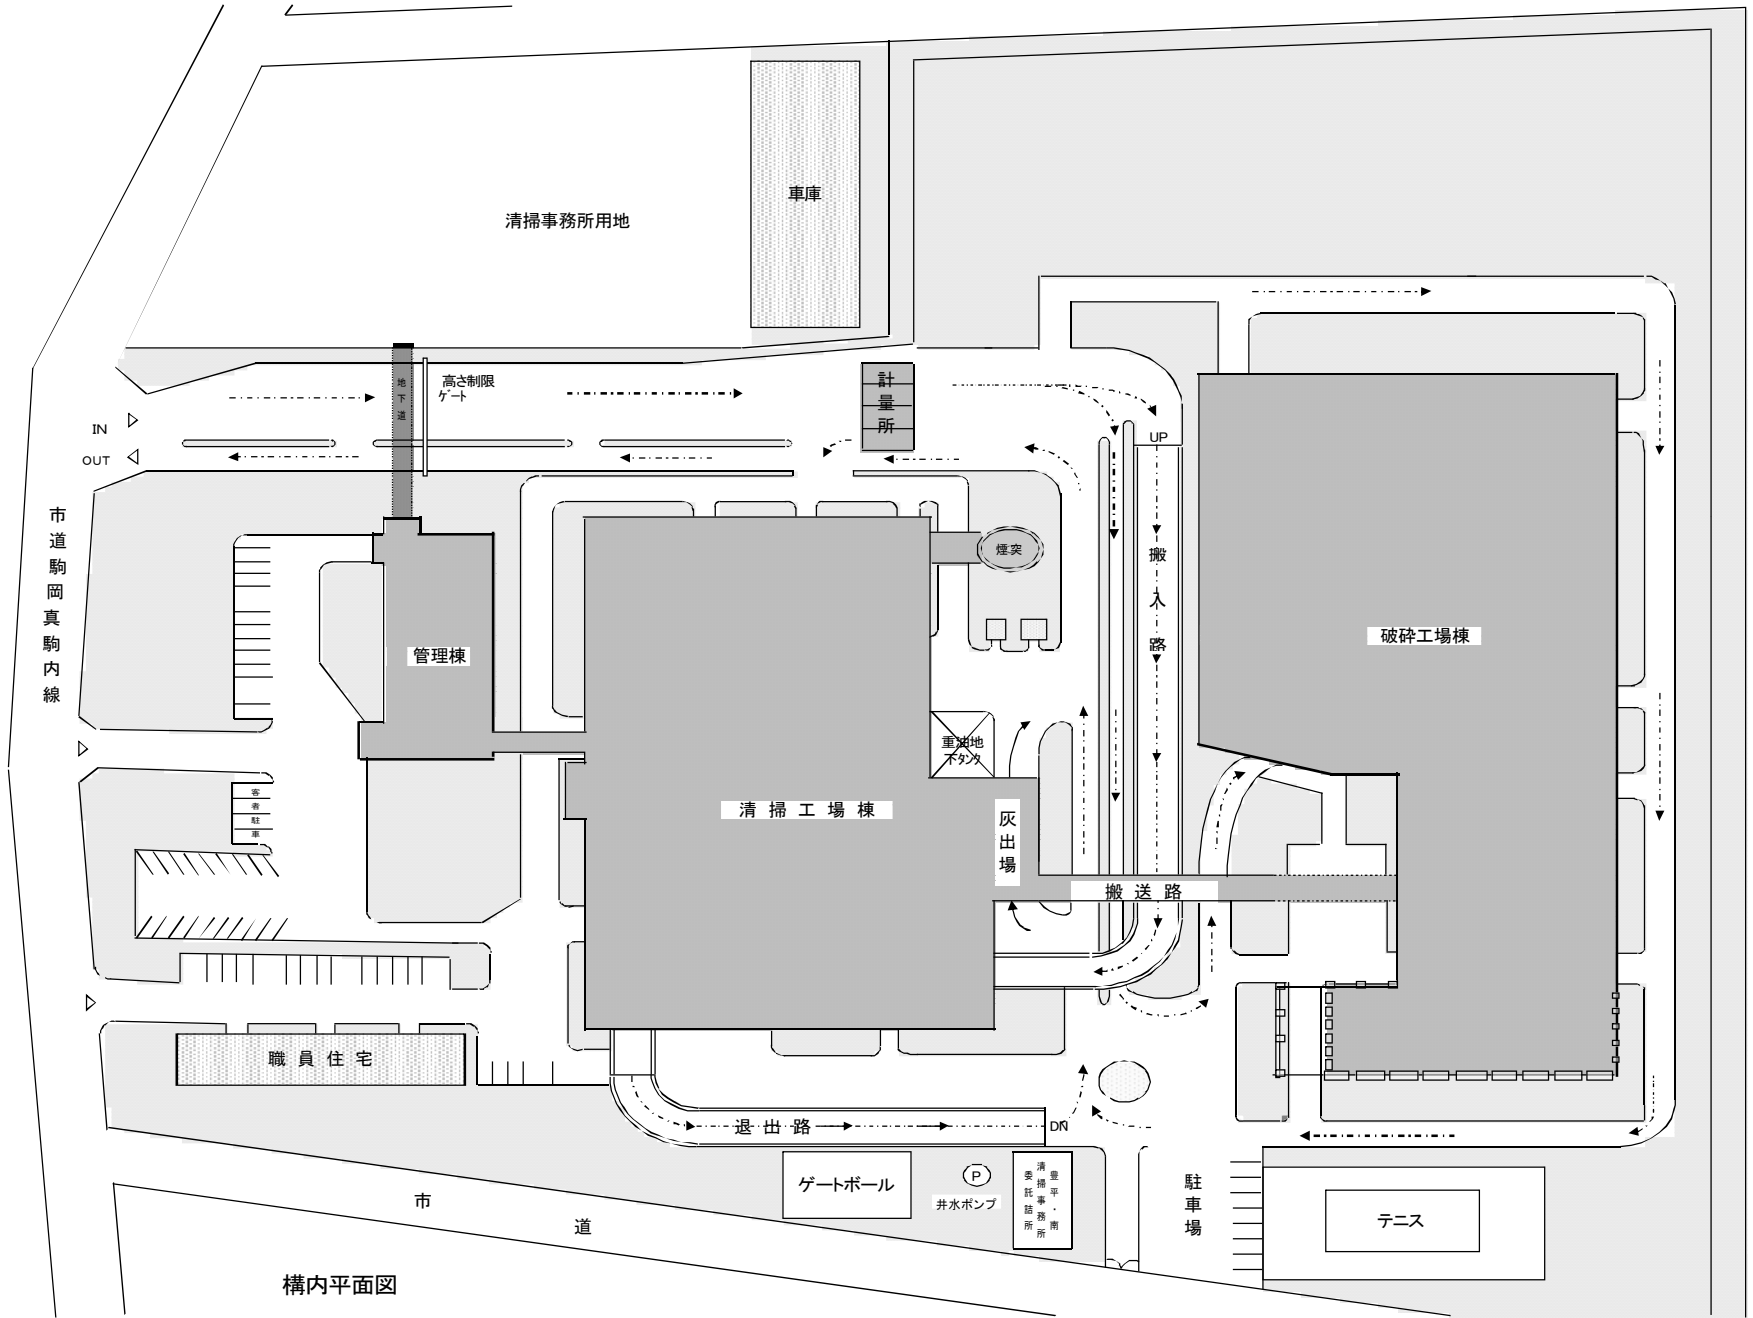 車庫
清掃事務所用地
地下道
高さ制限
ゲート
計量所
IN
OUT
UP
市道駒岡真駒内線
煙突
搬入路
破砕工場棟
管理棟
重油地
下タンク
客者駐車
清掃工場棟
灰出場
搬送路
職員住宅
退出路
DN
ゲートボール
P
井水ポンプ
豊平・南
清掃事務所
委託詰所
駐車場
テニス
市道
構内平面図